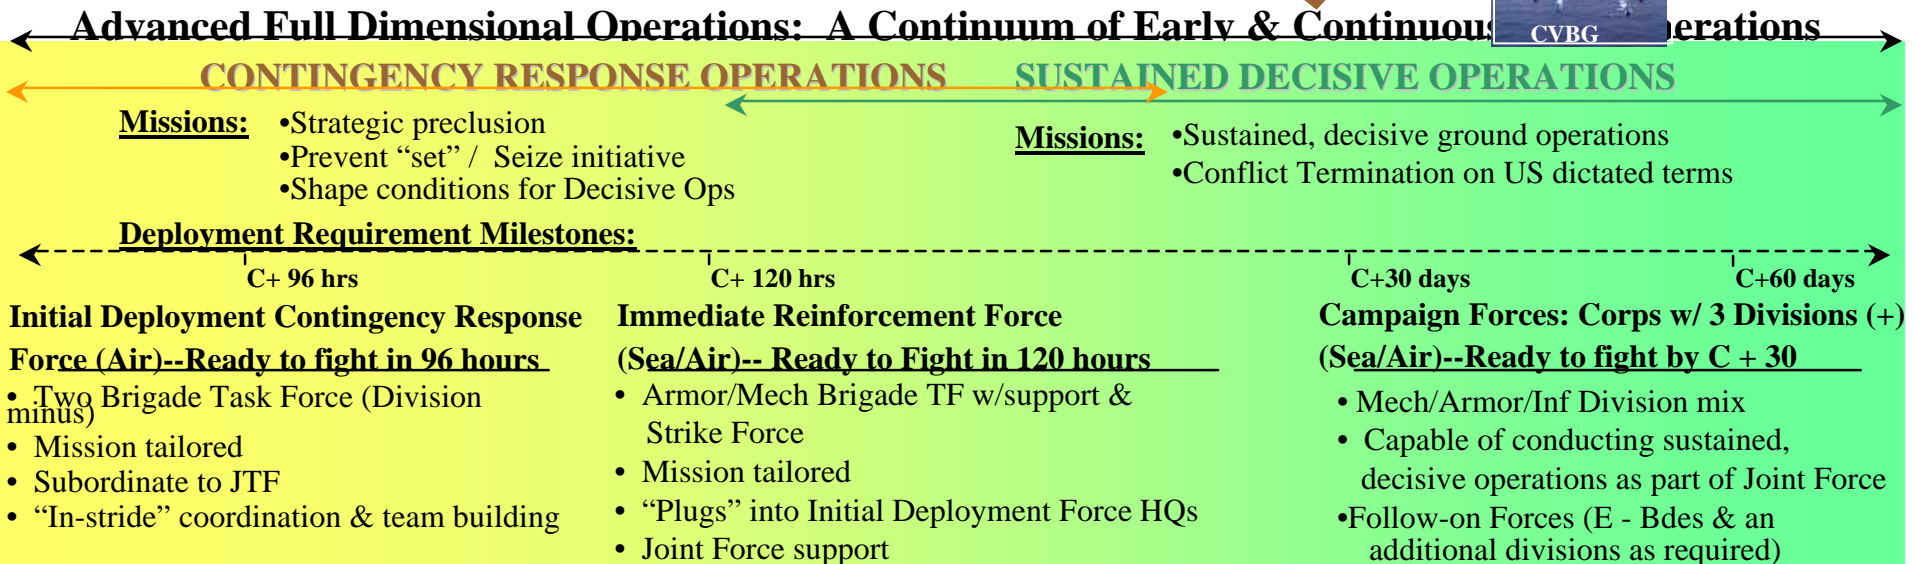 Advanced Full Dimensional Operations: A Continuum of Early & Continuous erations
CVBG
CONTINGENCY RESPONSE OPERATIONS
SUSTAINED DECISIVE OPERATIONS
Missions:
•Strategic preclusion
•Prevent “set” / Seize initiative
•Shape conditions for Decisive Ops
Missions:
•Sustained, decisive ground operations
•Conflict Termination on US dictated terms
Deployment Requirement Milestones:
C+ 96 hrs
C+ 120 hrs
C+30 days
C+60 days
Initial Deployment Contingency Response
Force (Air)--Ready to fight in 96 hours
• Two Brigade Task Force (Division
minus)
• Mission tailored
• Subordinate to JTF
• “In-stride” coordination & team building
Immediate Reinforcement Force
(Sea/Air)-- Ready to Fight in 120 hours
• Armor/Mech Brigade TF w/support &
Strike Force
• Mission tailored
• “Plugs” into Initial Deployment Force HQs
• Joint Force support
Campaign Forces: Corps w/ 3 Divisions (+)
(Sea/Air)--Ready to fight by C + 30
• Mech/Armor/Inf Division mix
• Capable of conducting sustained,
decisive operations as part of Joint Force
•Follow-on Forces (E - Bdes & an
additional divisions as required)